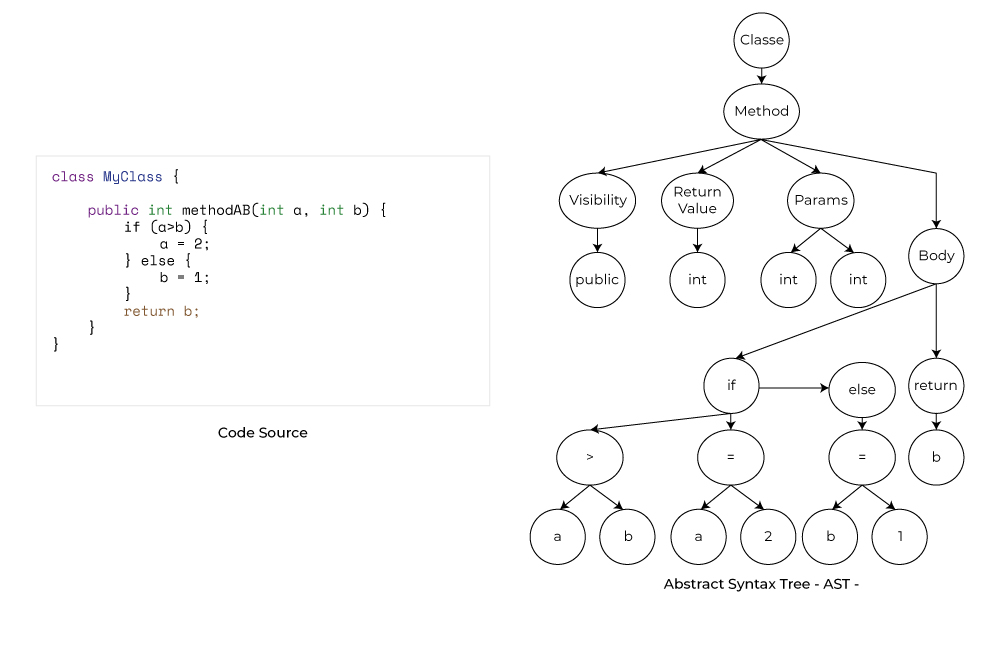 class MyClass {
public int methodAB(int a, int b) {
if (a>b) {
a = 2;
} else {
b = 1;
}
return b;
}
}
Code Source
Classe
Method
Visibility
Return
Value
Params
Body
public
int
int
int
if
else
return
>
=
=
b
a
b
a
2
b
1
Abstract Syntax Tree - AST -